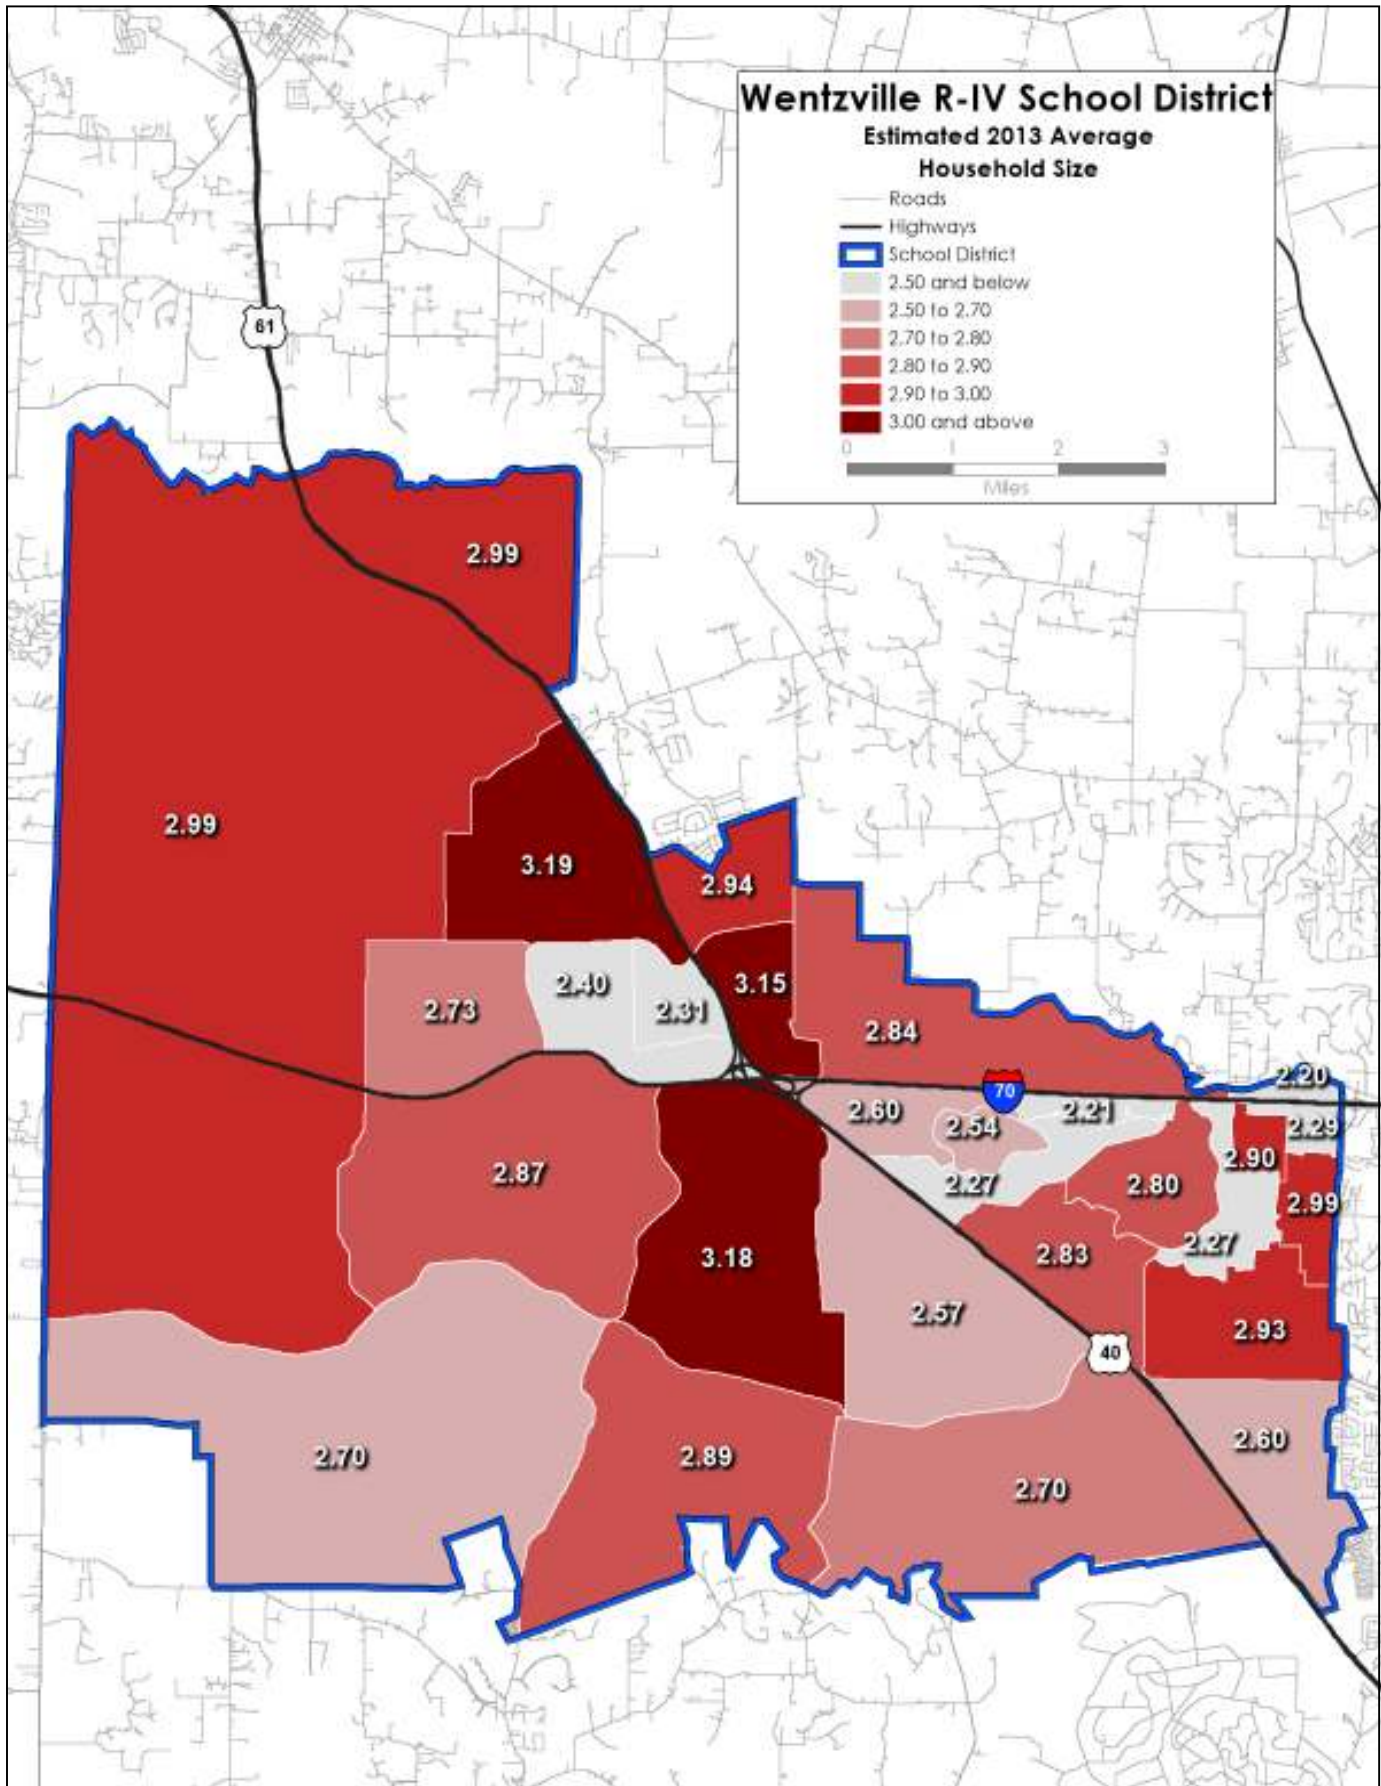 Wentzville R-IV School District
Estimated 2013 Average
Household Size
Roads
Highways
School District
2.50 and below
2.50 to 2.70
2.70 to 2.80
2.80 to 2.90
2.90 to 3.00
3.00 and above
0 1 2 3
Miles
61
2.99
2.99
3.19
2.94
2.40
3.15
2.73
2.31
2.84
2.20
70
2.60
2.21
2.54
2.29
2.90
2.87
2.27
2.80
2.99
2.27
3.18
2.83
2.57
2.93
40
2.60
2.70
2.89
2.70